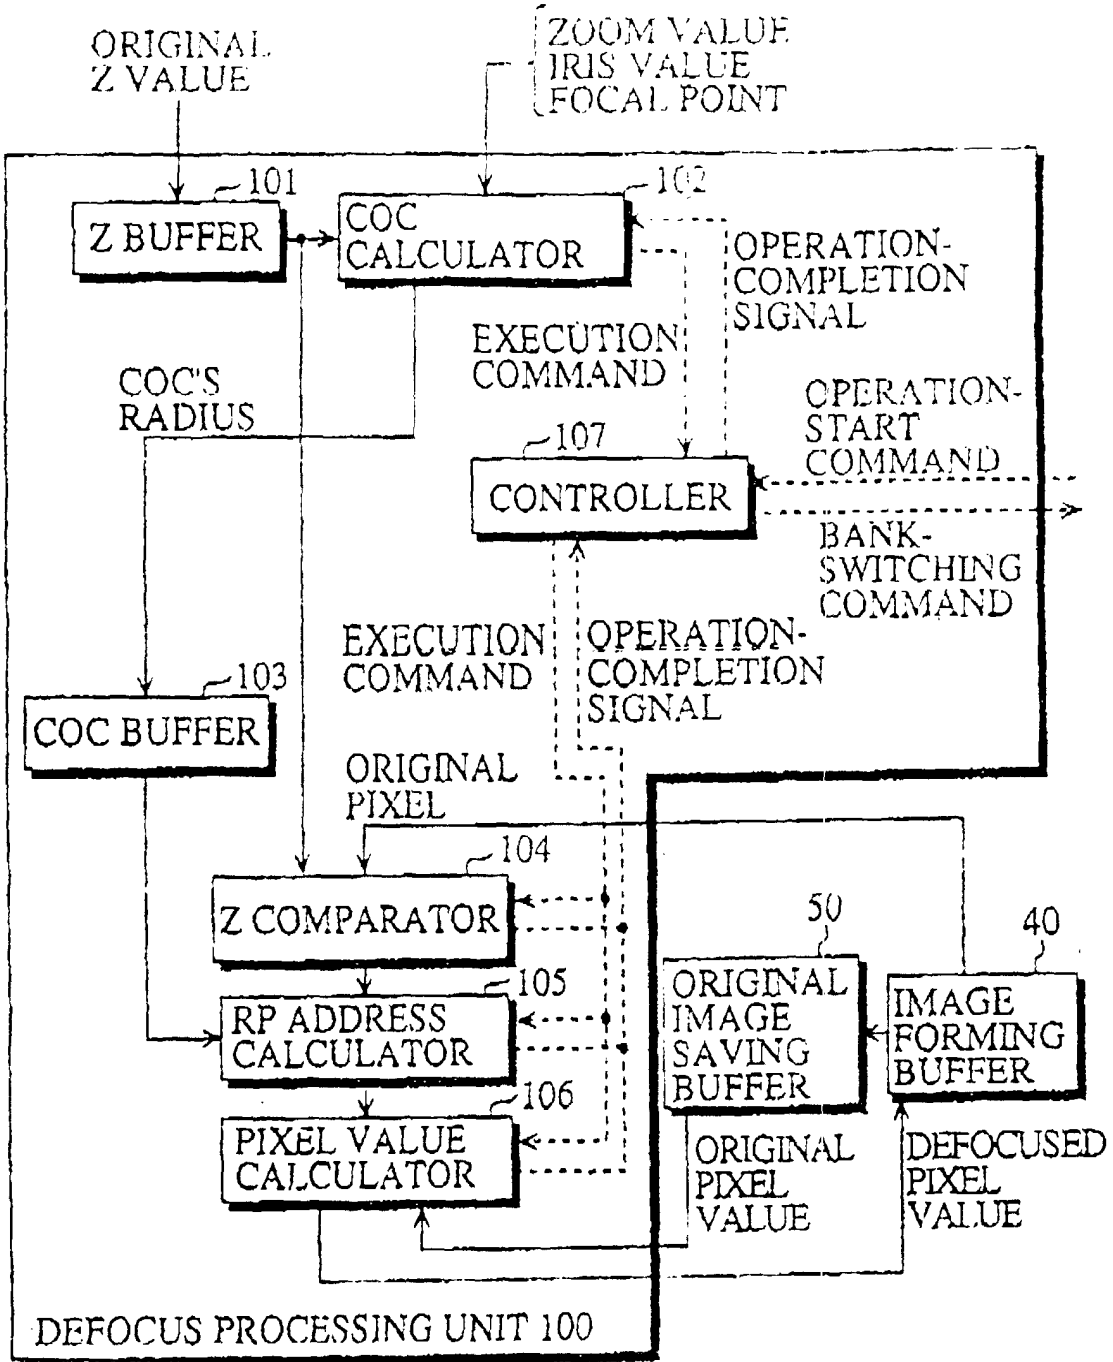 ORIGINAL
Z VALUE
ZOOM VALUE
IRIS VALUE
FOCAL POINT
101
Z BUFFER
102
COC
CALCULATOR
OPERATION-
COMPLETION
SIGNAL
EXECUTION
COMMAND
COC'S
RADIUS
OPERATION-
START
COMMAND
107
CONTROLLER
BANK-
SWITCHING
COMMAND
EXECUTION
COMMAND
OPERATION-
COMPLETION
SIGNAL
103
COC BUFFER
ORIGINAL
PIXEL
104
Z COMPARATOR
105
RP ADDRESS
CALCULATOR
106
PIXEL VALUE
CALCULATOR
50
ORIGINAL
IMAGE
SAVING
BUFFER
40
IMAGE
FORMING
BUFFER
ORIGINAL
PIXEL
VALUE
DEFOCUSED
PIXEL
VALUE
DEFOCUS PROCESSING UNIT 100